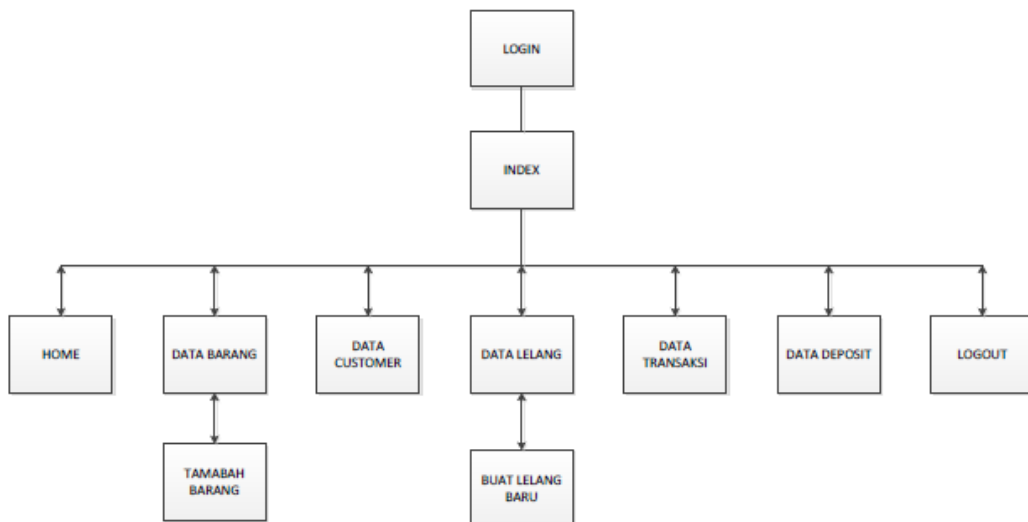 LOGIN
INDEX
HOME
DATA BARANG
DATA
CUSTOMER
DATA LELANG
DATA
TRANSAKSI
DATA DEPOSIT
LOGOUT
TAMABAH
BARANG
BUAT LELANG
BARU